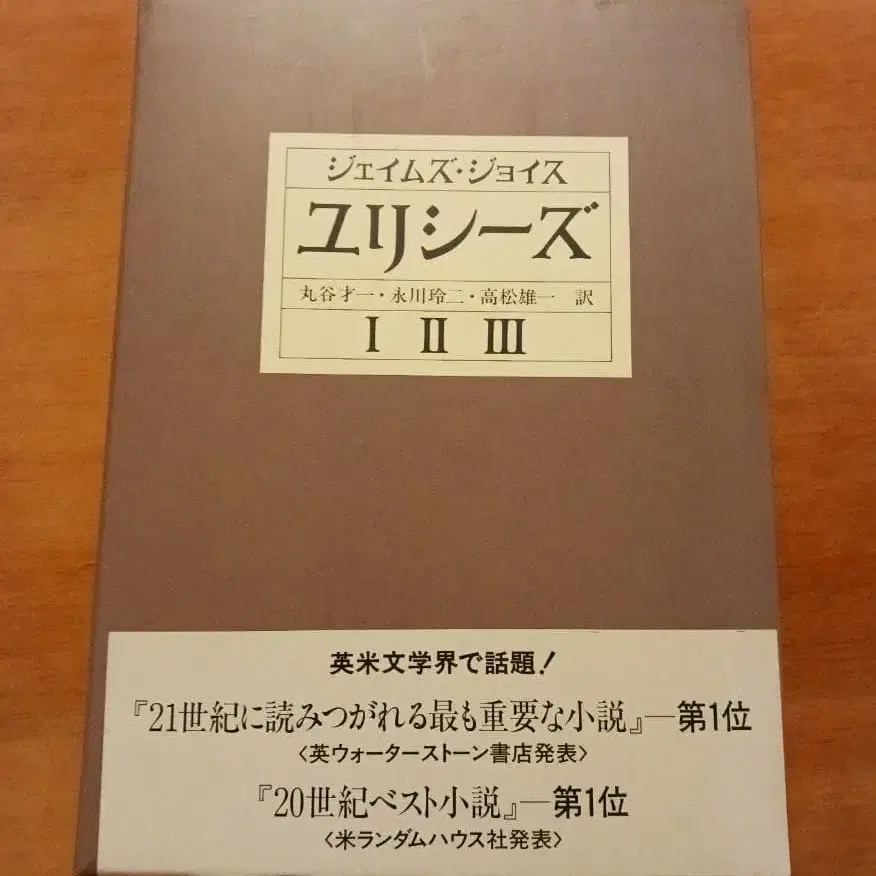 ジェイムズ・ジョイス
ユリシーズ
丸谷才一・永川玲二・高松雄一　訳
Ⅰ Ⅱ Ⅲ
英米文学界で話題!
『21世紀に読みつがれる最も重要な小説』—第1位
〈英ウォーターストーン書店発表〉
『20世紀ベスト小説』—第1位
〈米ランダムハウス社発表〉